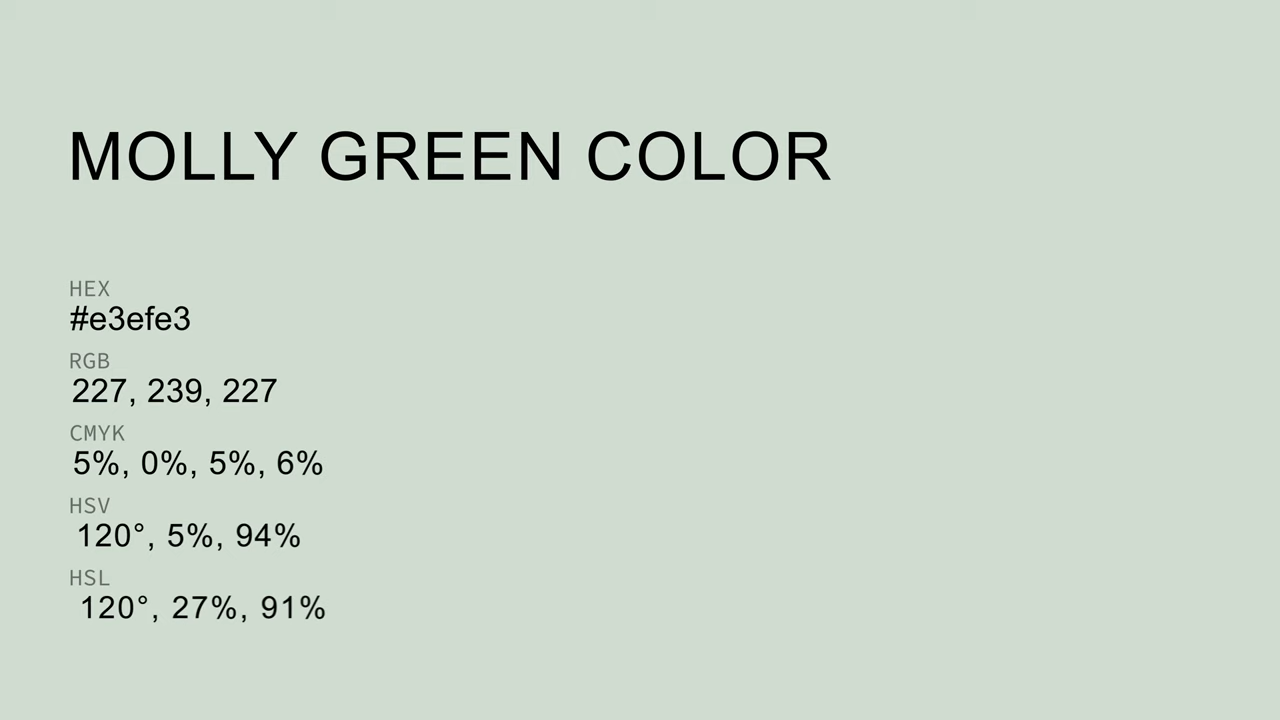 MOLLY GREEN COLOR
HEX
#e3efe3
RGB
227, 239, 227
CMYK
5%, 0%, 5%, 6%
HSV
120°, 5%, 94%
HSL
120°, 27%, 91%